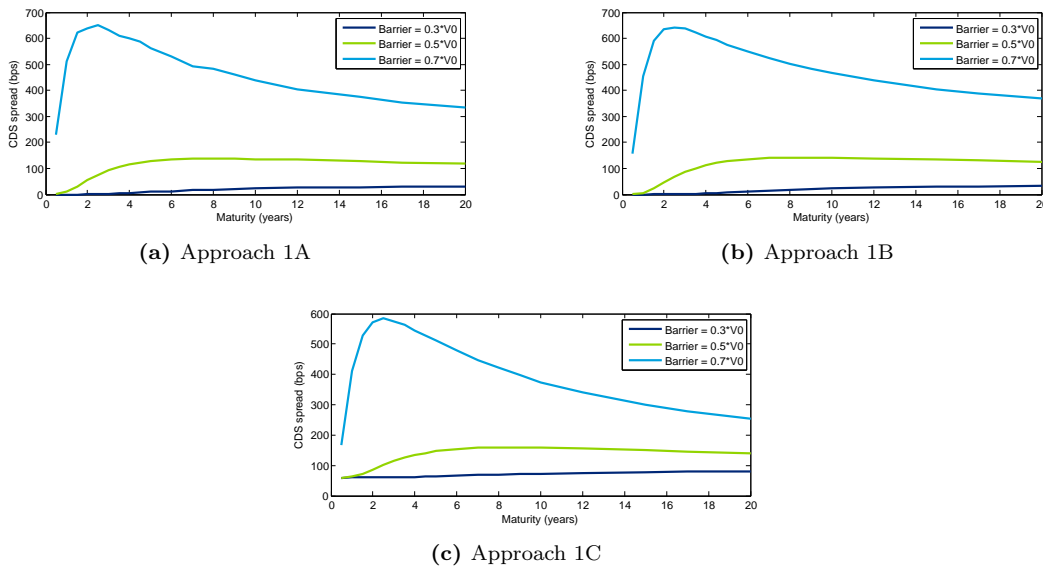 700
600
500
400
300
200
100
0
CDS spread (bps)
0 2 4 6 8 10 12 14 16 18 20
Maturity (years)
Barrier = 0.3*V0
Barrier = 0.5*V0
Barrier = 0.7*V0
(a) Approach 1A
700
600
500
400
300
200
100
0
CDS spread (bps)
0 2 4 6 8 10 12 14 16 18 20
Maturity (years)
Barrier = 0.3*V0
Barrier = 0.5*V0
Barrier = 0.7*V0
(b) Approach 1B
600
500
400
300
200
100
0
CDS spread (bps)
0 2 4 6 8 10 12 14 16 18 20
Maturity (years)
Barrier = 0.3*V0
Barrier = 0.5*V0
Barrier = 0.7*V0
(c) Approach 1C